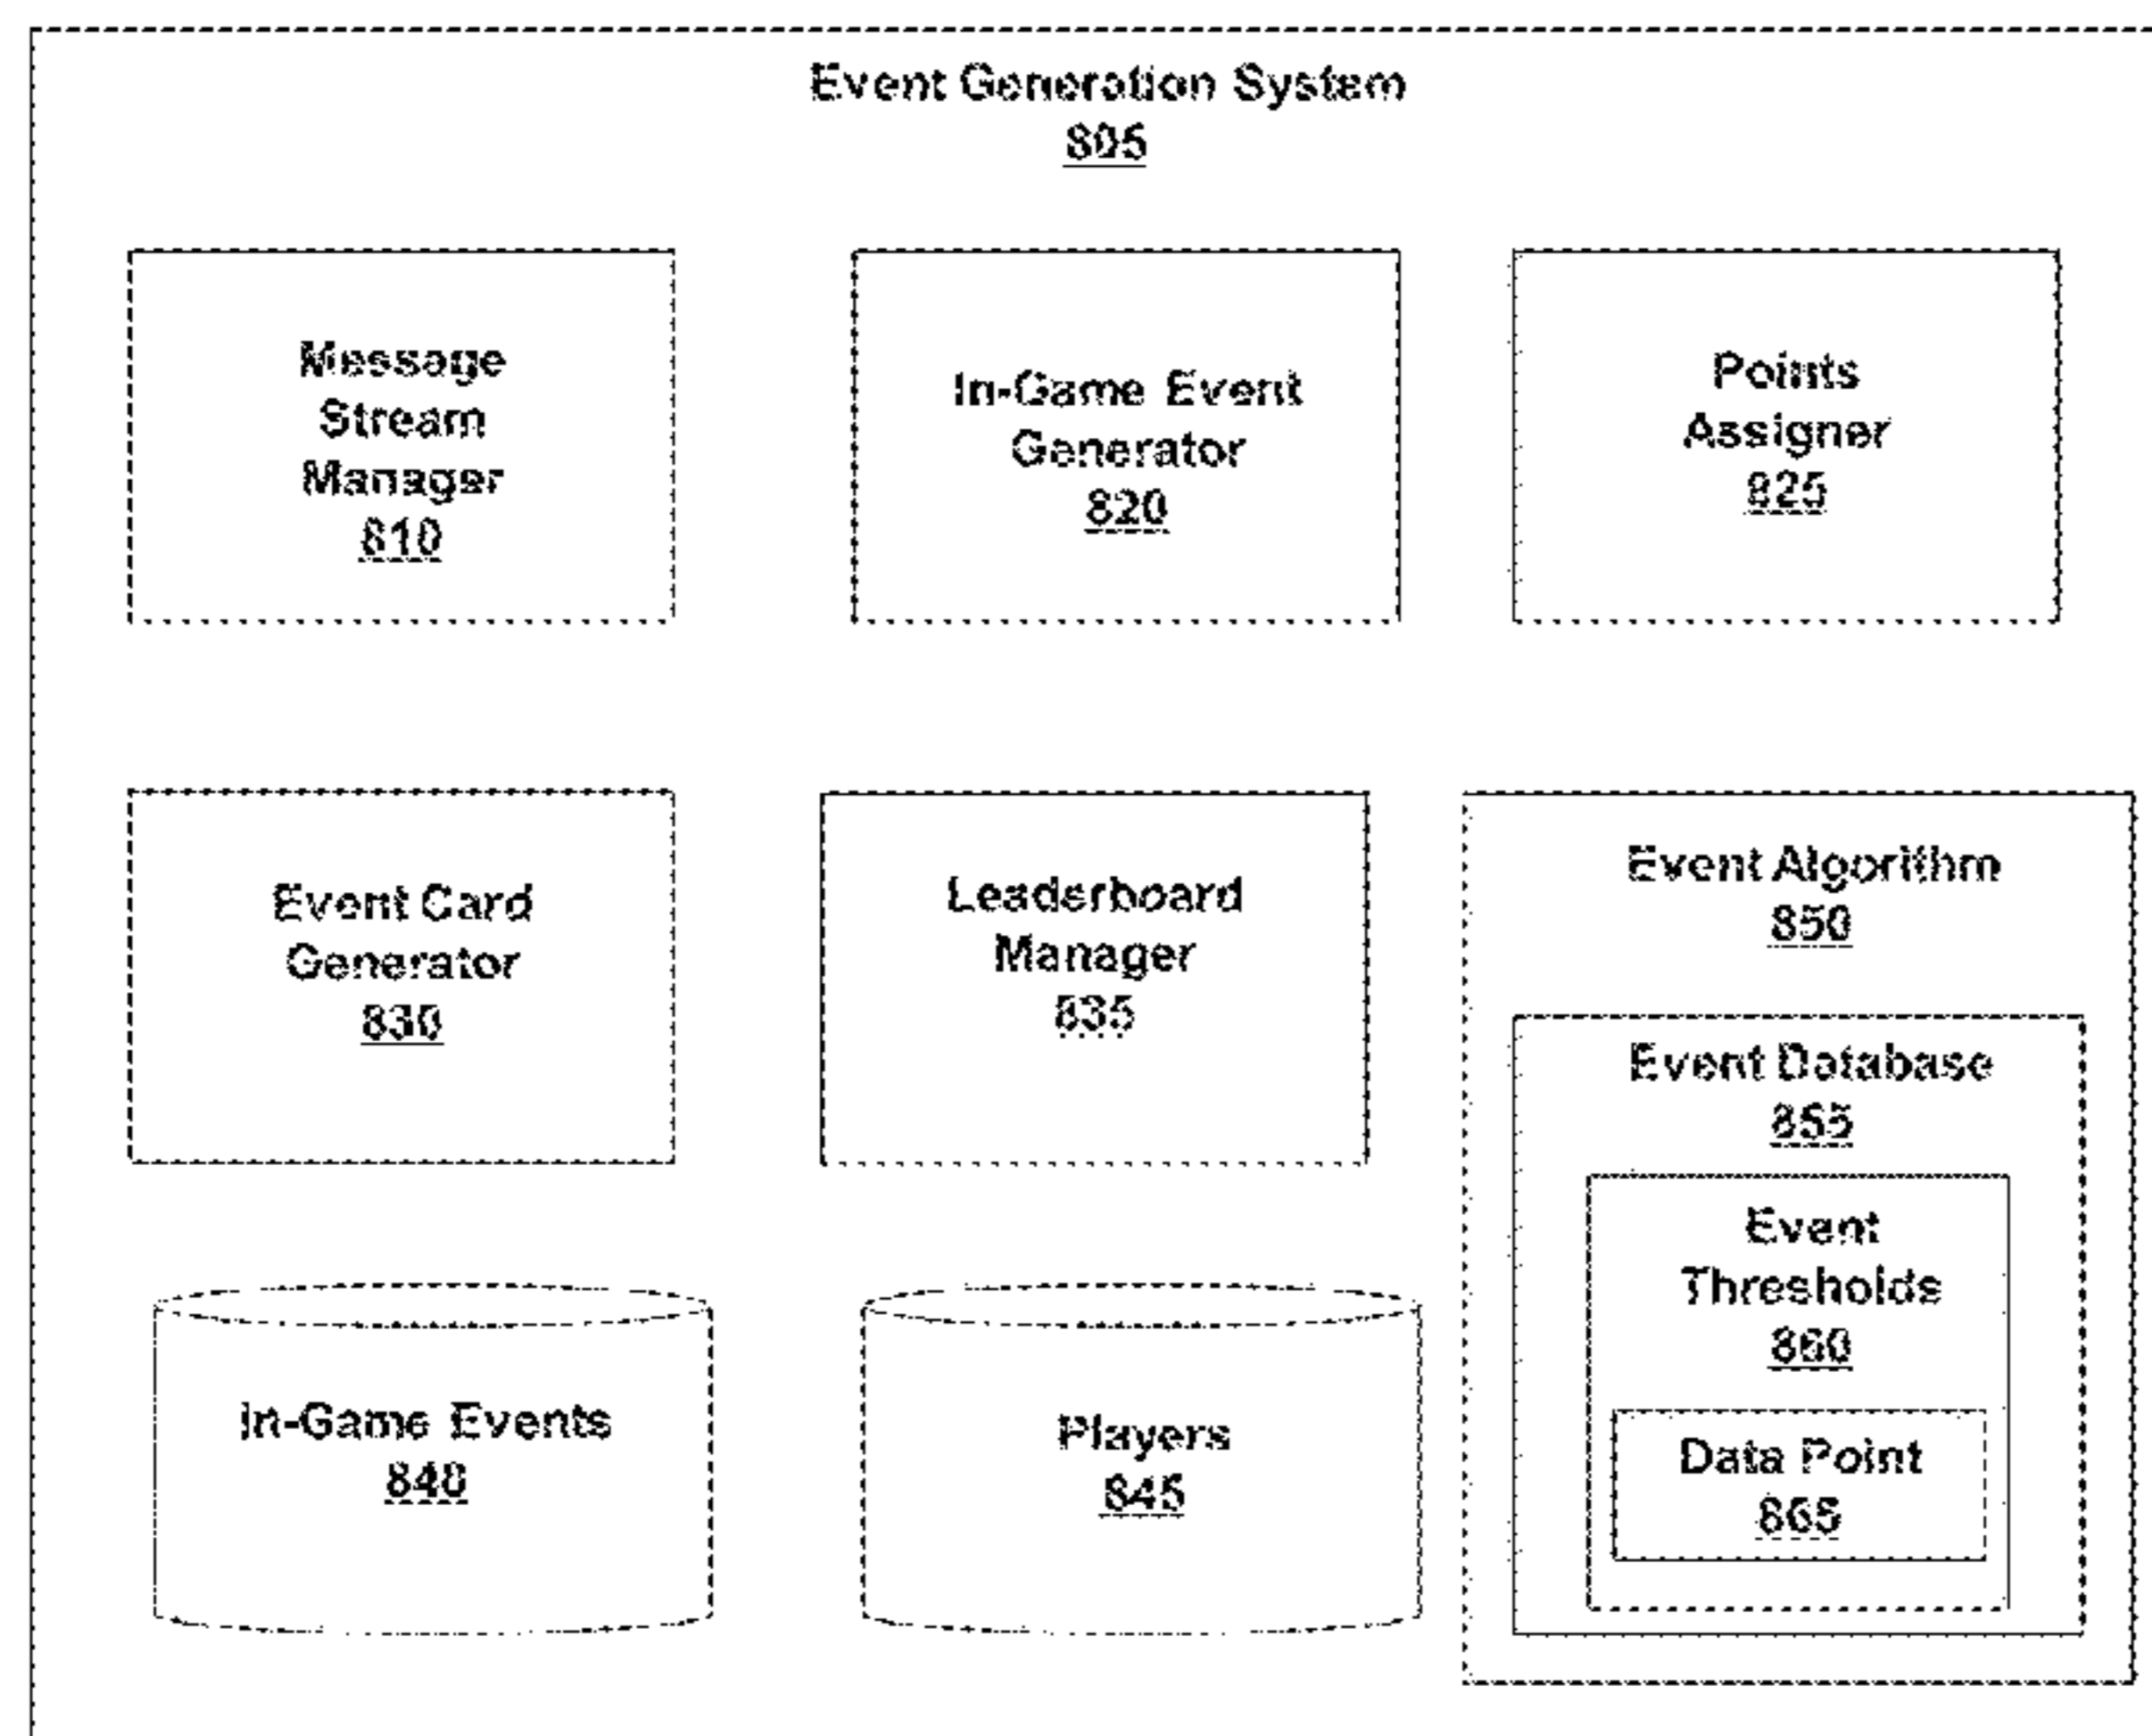 Event Generation System
805
Message
Stream
Manager
810
In-Game Event
Generator
820
Points
Assigner
825
Event Card
Generator
830
Leaderboard
Manager
835
Event Algorithm
850
Event Database
855
Event
Thresholds
860
Data Point
865
In-Game Events
840
Players
845